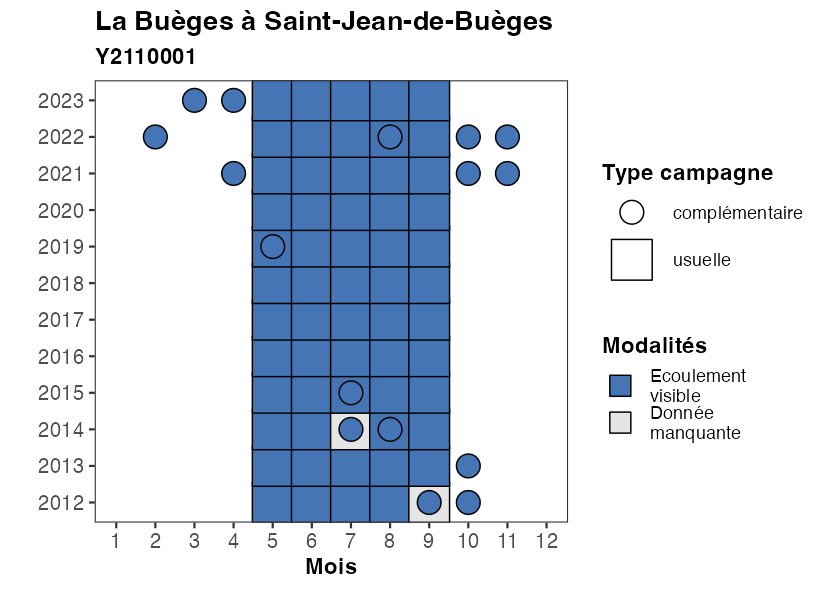 La Buèges à Saint-Jean-de-Buèges
Y2110001
2023
2022
2021
2020
2019
2018
2017
2016
2015
2014
2013
2012
1 2 3 4 5 6 7 8 9 10 11 12
Mois
Type campagne
complémentaire
usuelle
Modalités
Ecoulement
visible
Donnée
manquante